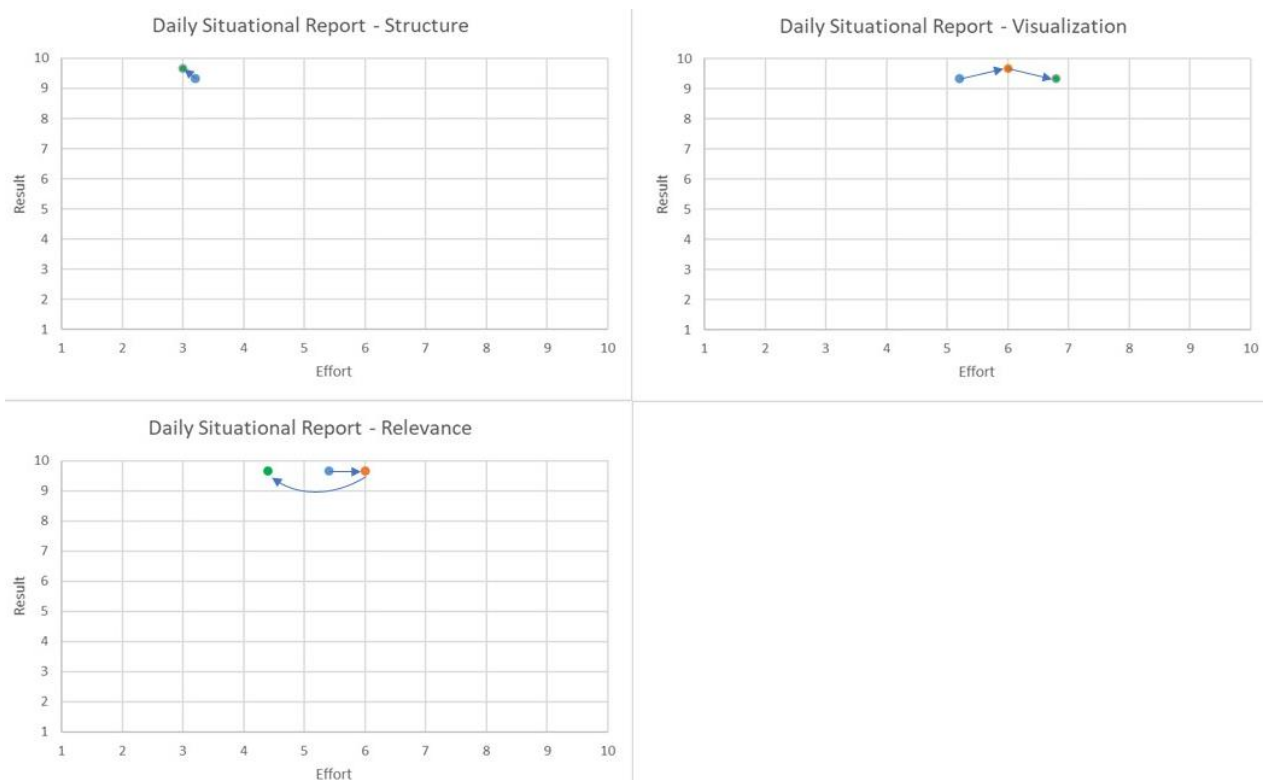 Daily Situational Report - Structure
10
9
8
7
6
5
4
3
2
1
Result
1 2 3 4 5 6 7 8 9 10
Effort
Daily Situational Report - Visualization
10
9
8
7
6
5
4
3
2
1
Result
1 2 3 4 5 6 7 8 9 10
Effort
Daily Situational Report - Relevance
10
9
8
7
6
5
4
3
2
1
Result
1 2 3 4 5 6 7 8 9 10
Effort